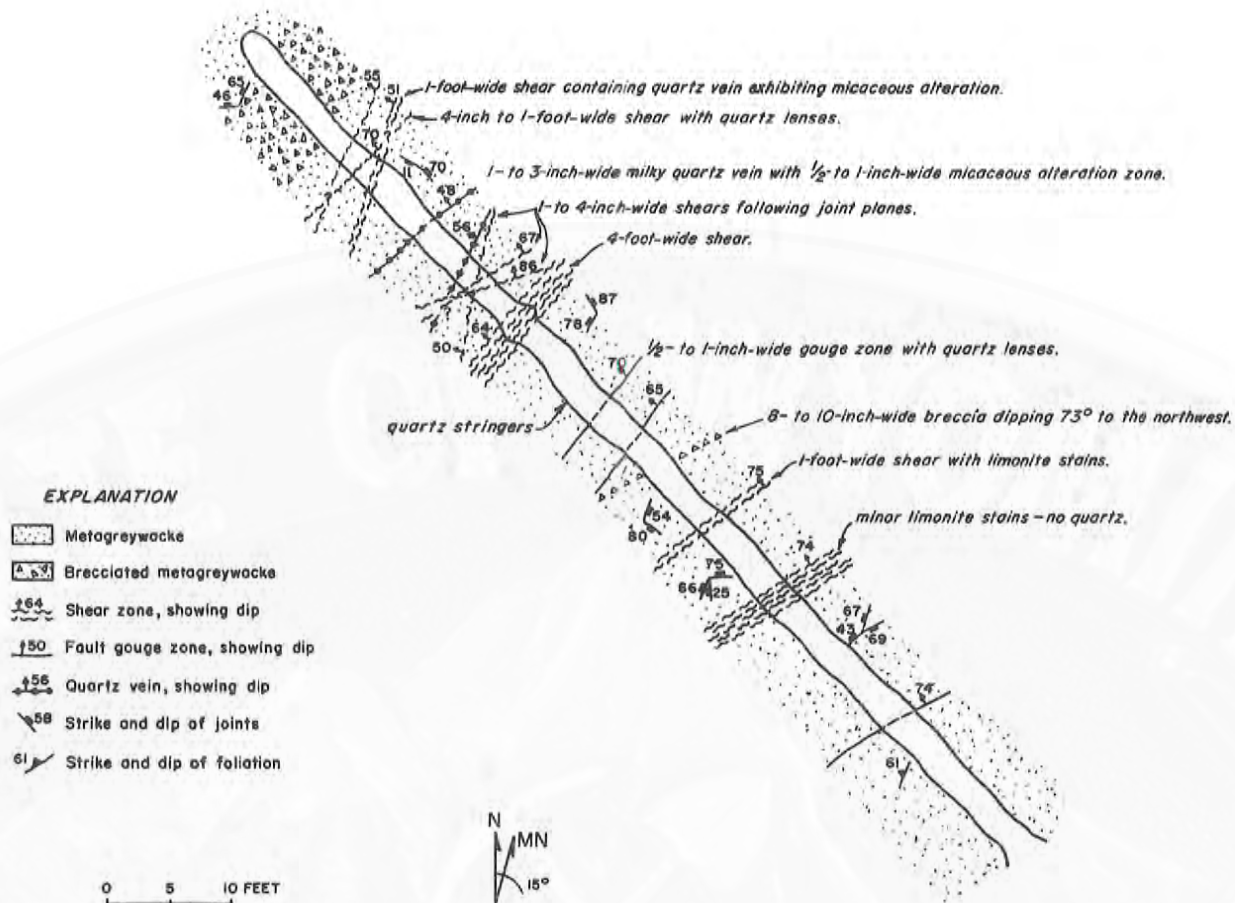 65
46
55
51
1-foot-wide shear containing quartz vein exhibiting micaceous alteration.
4-inch to 1-foot-wide shear with quartz lenses.
70
?
11
70
1- to 3-inch-wide milky quartz vein with ½- to 1-inch-wide micaceous alteration zone.
48
?
1- to 4-inch-wide shears following joint planes.
56
67
4-foot-wide shear.
86
87
78
64
50
½- to 1-inch-wide gouge zone with quartz lenses.
70
65
8- to 10-inch-wide breccia dipping 73° to the northwest.
quartz stringers
1-foot-wide shear with limonite stains.
75
54
80
minor limonite stains – no quartz.
74
75
66
25
67
43
69
74
61
EXPLANATION
Metagreywacke
Brecciated metagreywacke
64 Shear zone, showing dip
50 Fault gouge zone, showing dip
56 Quartz vein, showing dip
58 Strike and dip of joints
61 Strike and dip of foliation
N
MN
15°
0 5 10 FEET